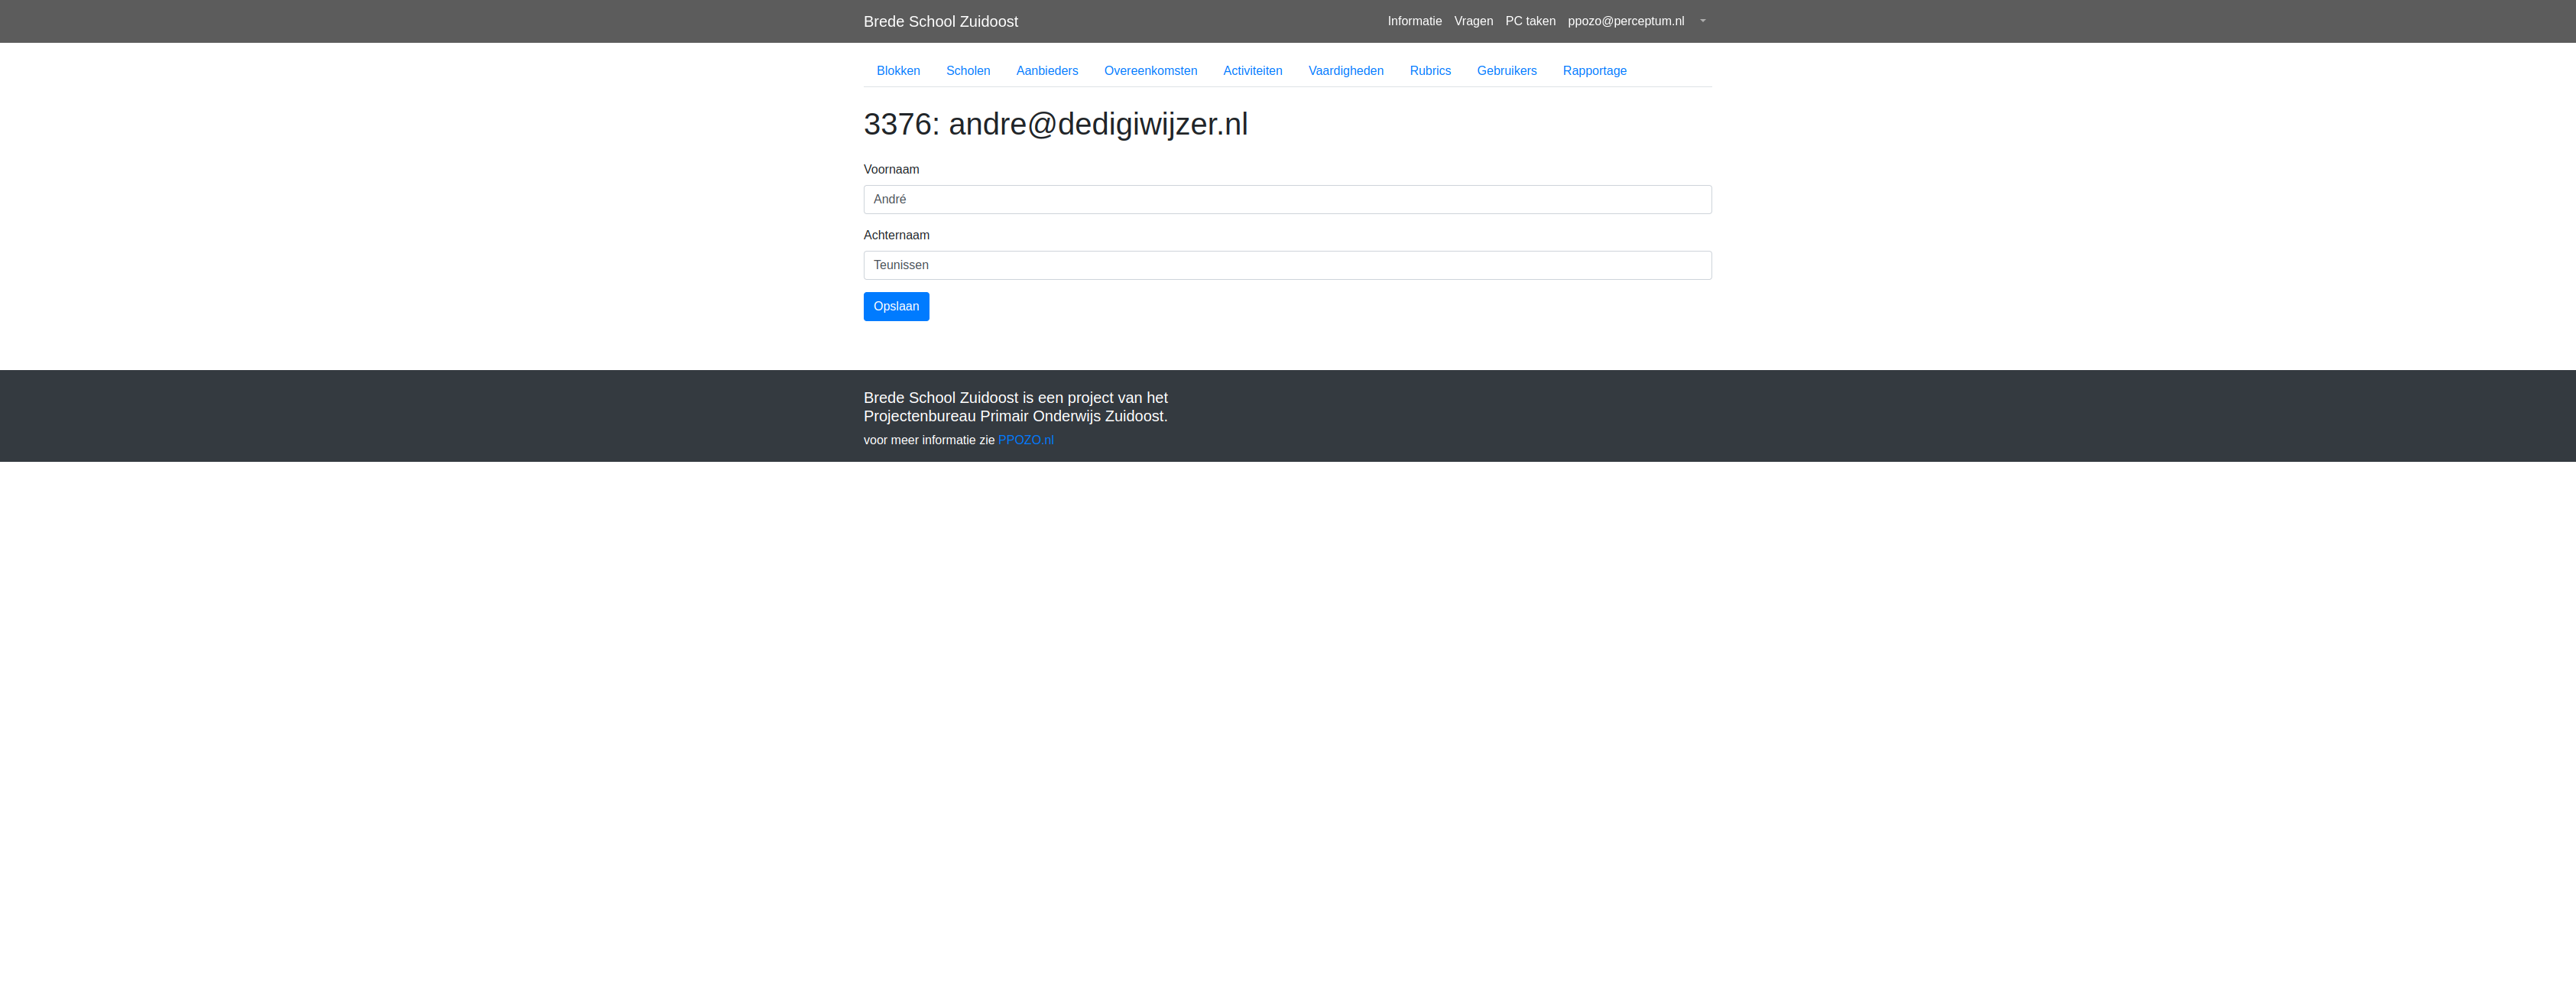 Brede School Zuidoost
Informatie Vragen PC taken ppozo@perceptum.nl
Blokken Scholen Aanbieders Overeenkomsten Activiteiten Vaardigheden Rubrics Gebruikers Rapportage
3376: andre@dedigiwijzer.nl
Voornaam
André
Achternaam
Teunissen
Opslaan
Brede School Zuidoost is een project van het
Projectenbureau Primair Onderwijs Zuidoost.
voor meer informatie zie PPOZO.nl